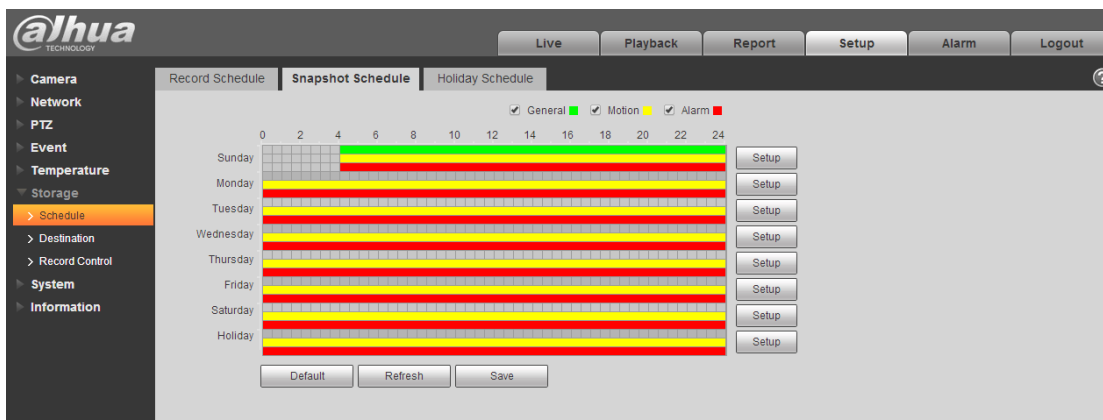 alhua
TECHNOLOGY
Live Playback Report Setup Alarm Logout
Camera
Network
PTZ
Event
Temperature
Storage
> Schedule
> Destination
> Record Control
System
Information
Record Schedule Snapshot Schedule Holiday Schedule
?
General Motion Alarm
0 2 4 6 8 10 12 14 16 18 20 22 24
Sunday Setup
Monday Setup
Tuesday Setup
Wednesday Setup
Thursday Setup
Friday Setup
Saturday Setup
Holiday Setup
Default Refresh Save